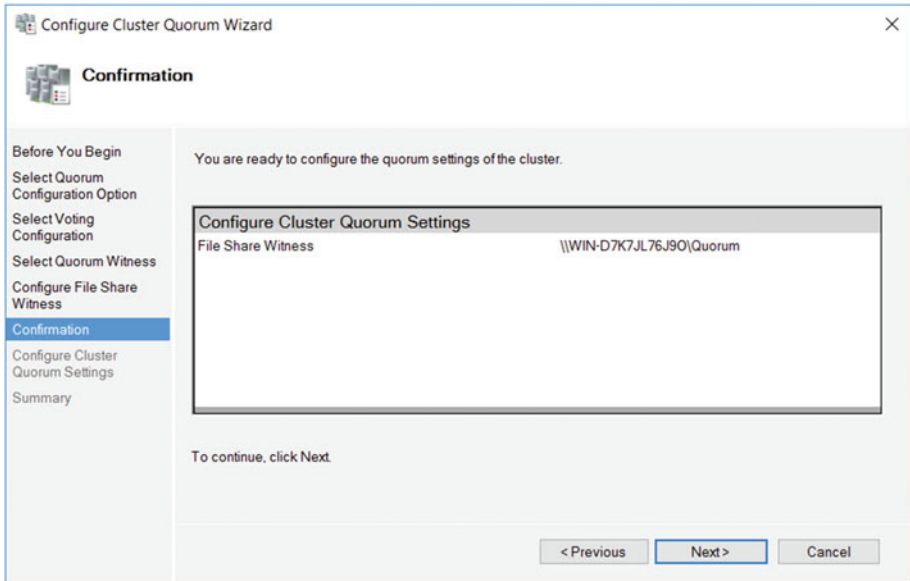 Configure Cluster Quorum Wizard
Confirmation
Before You Begin
Select Quorum
Configuration Option
Select Voting
Configuration
Select Quorum Witness
Configure File Share
Witness
Confirmation
Configure Cluster
Quorum Settings
Summary
You are ready to configure the quorum settings of the cluster.
Configure Cluster Quorum Settings
File Share Witness \\WIN-D7K7JL76J9O\Quorum
To continue, click Next.
< Previous Next > Cancel